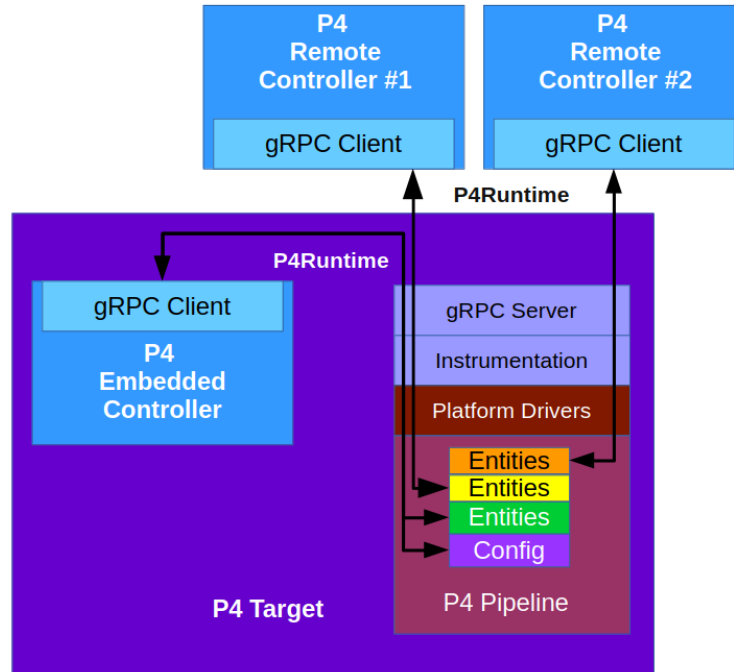 P4
Remote
Controller #1
gRPC Client
P4
Remote
Controller #2
gRPC Client
P4Runtime
P4Runtime
gRPC Client
P4
Embedded
Controller
gRPC Server
Instrumentation
Platform Drivers
Entities
Entities
Entities
Config
P4 Pipeline
P4 Target